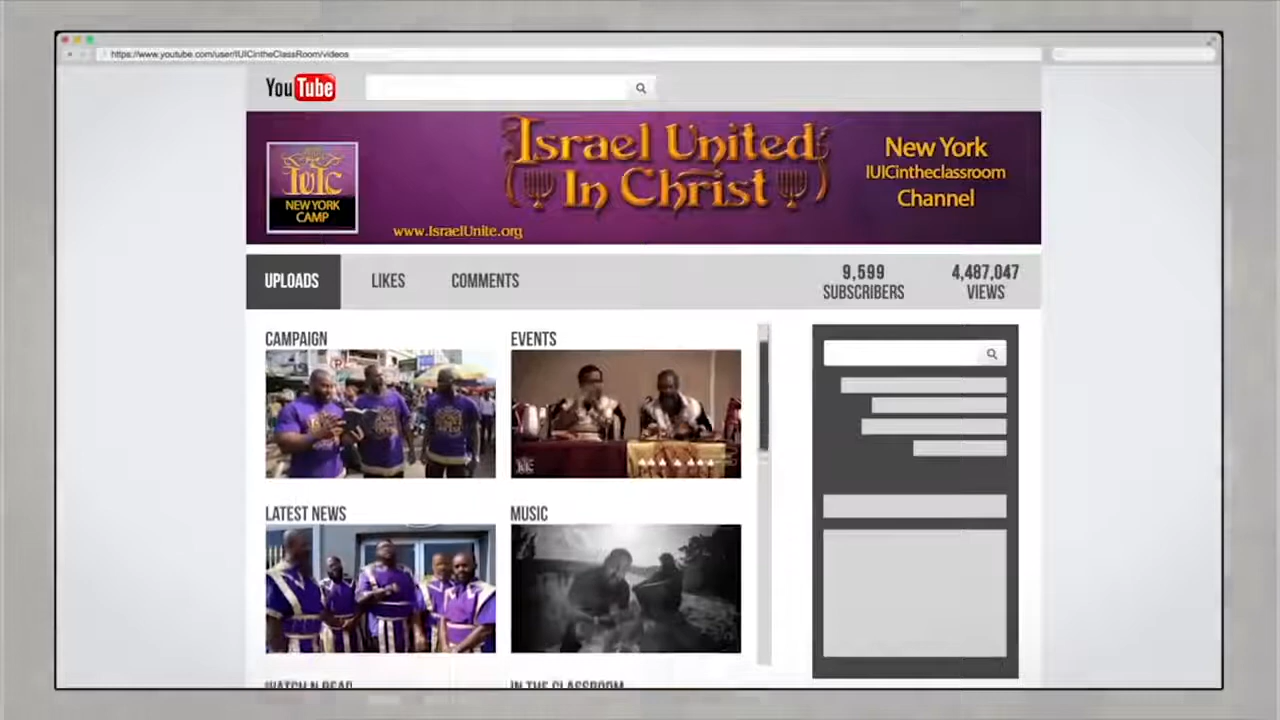 https://www.youtube.com/user/IUICintheClassRoom/videos
YouTube
Israel United
In Christ
IUIC
NEW YORK
CAMP
www.IsraelUnite.org
New York
IUICintheclassroom
Channel
UPLOADS
LIKES
COMMENTS
9,599
SUBSCRIBERS
4,487,047
VIEWS
CAMPAIGN
EVENTS
LATEST NEWS
MUSIC
WATCH N READ
IN THE CLASSROOM